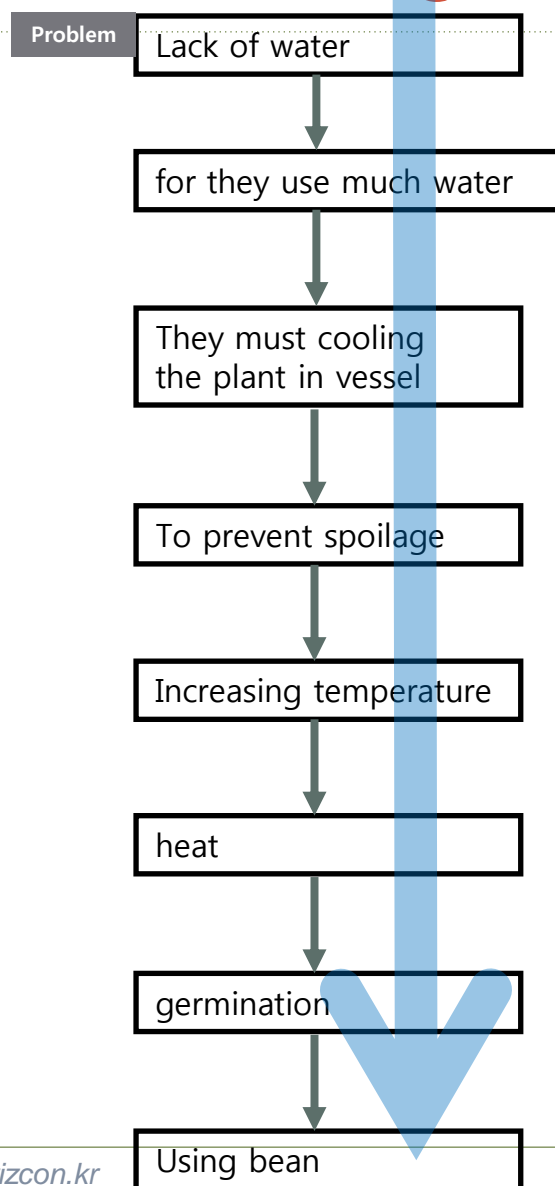 Problem
Lack of water
for they use much water
They must cooling
the plant in vessel
To prevent spoilage
Increasing temperature
heat
germination
Using bean
izcon.kr